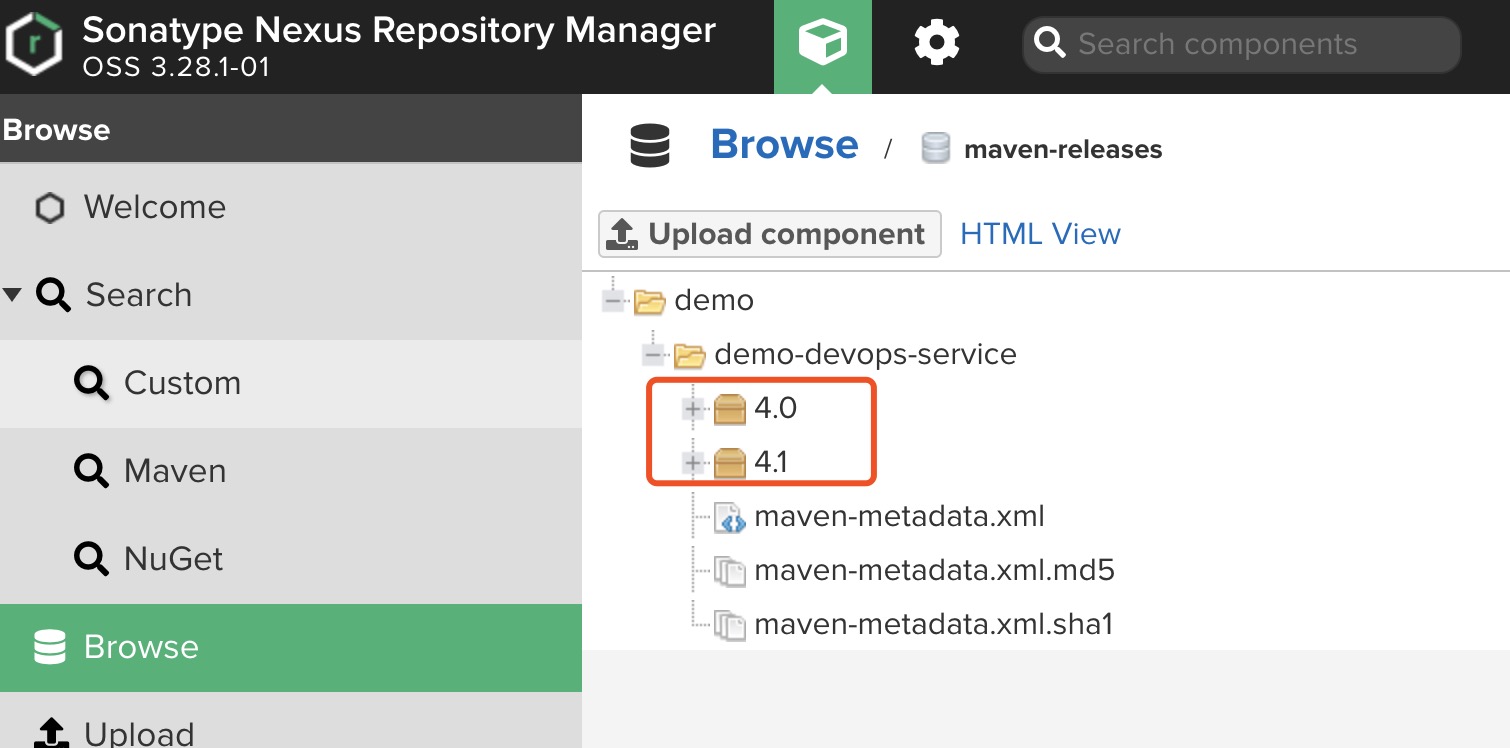 Sonatype Nexus Repository Manager
OSS 3.28.1-01
Search components
Browse
Welcome
Search
Custom
Maven
NuGet
Browse
Upload
Browse / maven-releases
Upload component HTML View
demo
demo-devops-service
4.0
4.1
maven-metadata.xml
maven-metadata.xml.md5
maven-metadata.xml.sha1